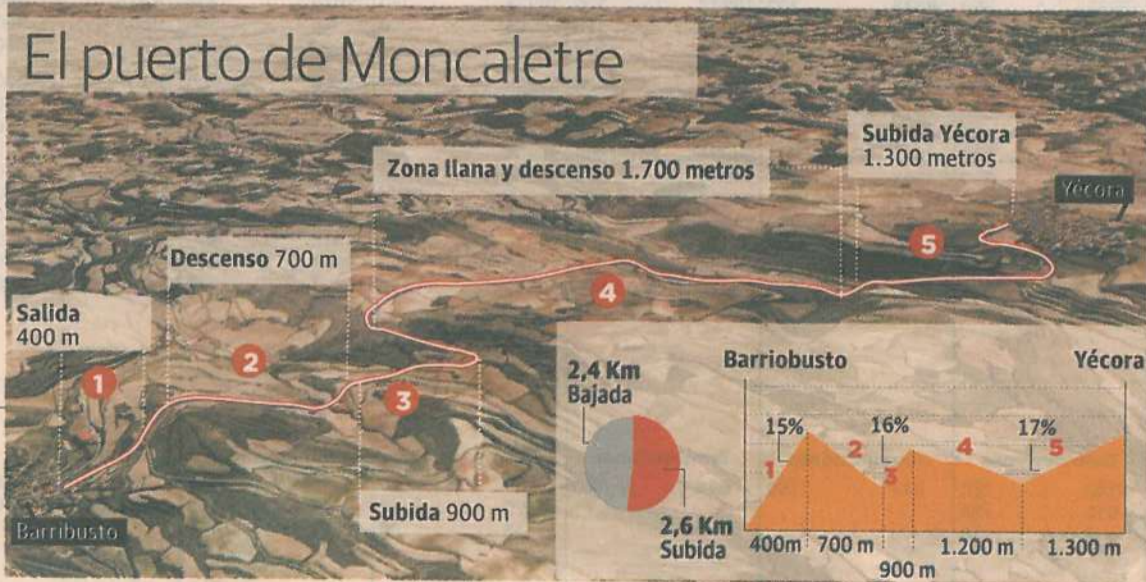 El puerto de Moncaletre
Subida Yécora
1.300 metros
Zona llana y descenso 1.700 metros
Yécora
5
Descenso 700 m
4
Salida
400 m
2
1
3
Barribusto
Subida 900 m
2,4 Km
Bajada
2,6 Km
Subida
Barriobusto
Yécora
15%
16%
17%
1
2
3
4
5
400m
700 m
900 m
1.200 m
1.300 m